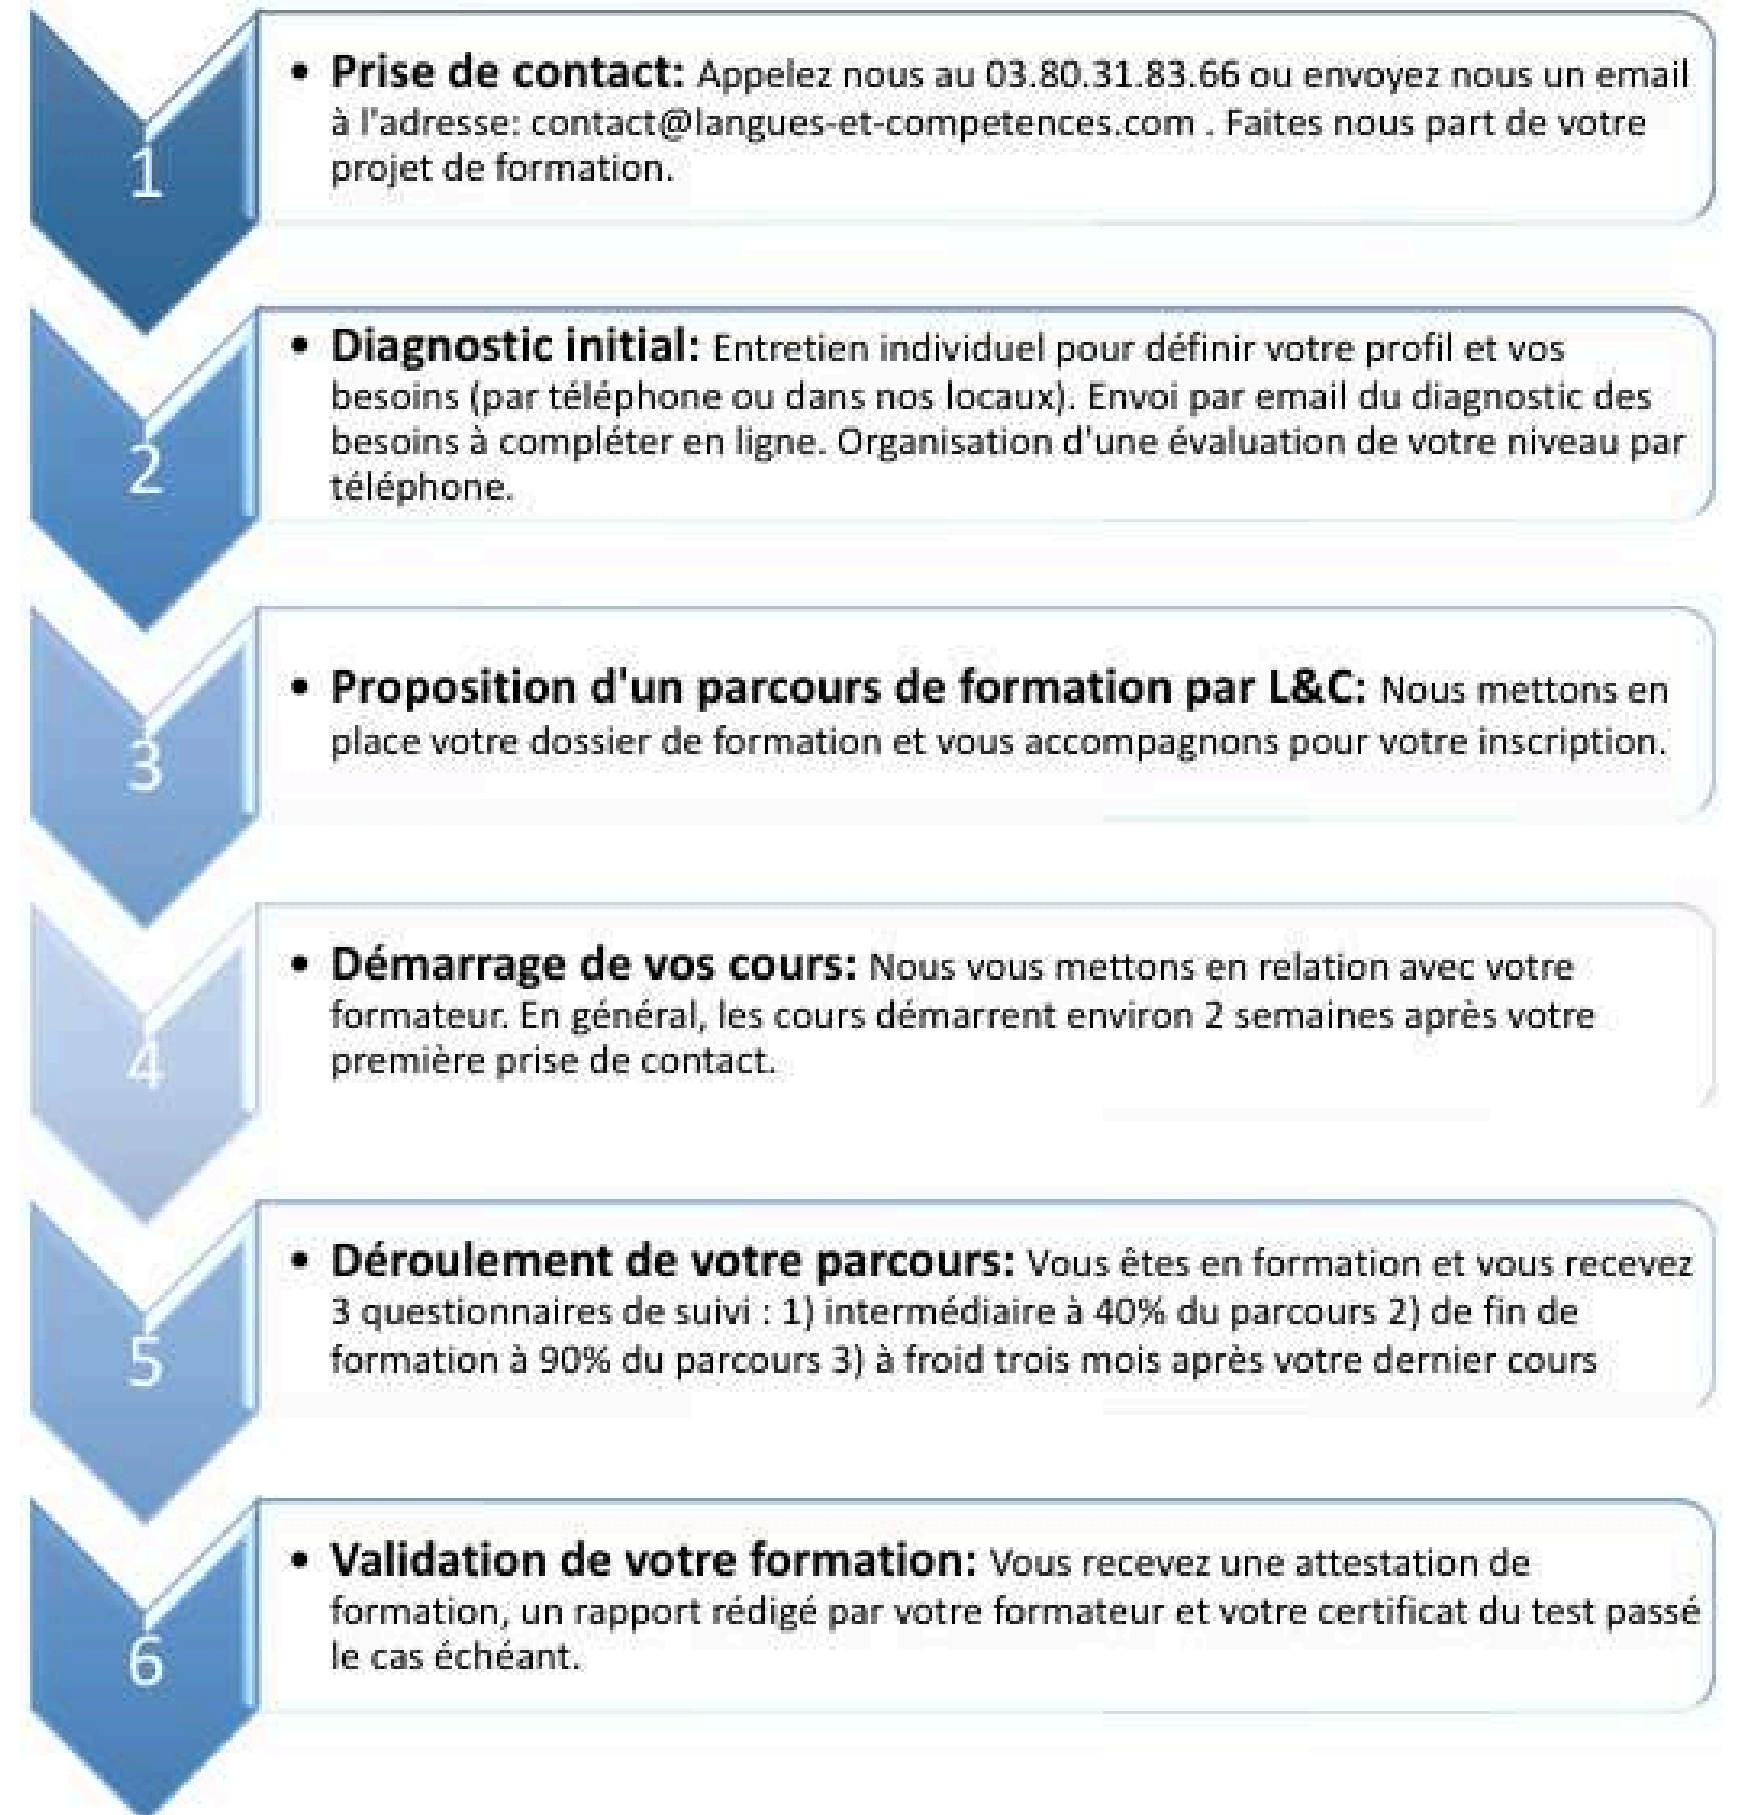 1
• Prise de contact: Appelez nous au 03.80.31.83.66 ou envoyez nous un email
à l'adresse: contact@langues-et-competences.com . Faites nous part de votre
projet de formation.
2
• Diagnostic initial: Entretien individuel pour définir votre profil et vos
besoins (par téléphone ou dans nos locaux). Envoi par email du diagnostic des
besoins à compléter en ligne. Organisation d'une évaluation de votre niveau par
téléphone.
3
• Proposition d'un parcours de formation par L&C: Nous mettons en
place votre dossier de formation et vous accompagnons pour votre inscription.
4
• Démarrage de vos cours: Nous vous mettons en relation avec votre
formateur. En général, les cours démarrent environ 2 semaines après votre
première prise de contact.
5
• Déroulement de votre parcours: Vous êtes en formation et vous recevez
3 questionnaires de suivi : 1) intermédiaire à 40% du parcours 2) de fin de
formation à 90% du parcours 3) à froid trois mois après votre dernier cours
6
• Validation de votre formation: Vous recevez une attestation de
formation, un rapport rédigé par votre formateur et votre certificat du test passé
le cas échéant.